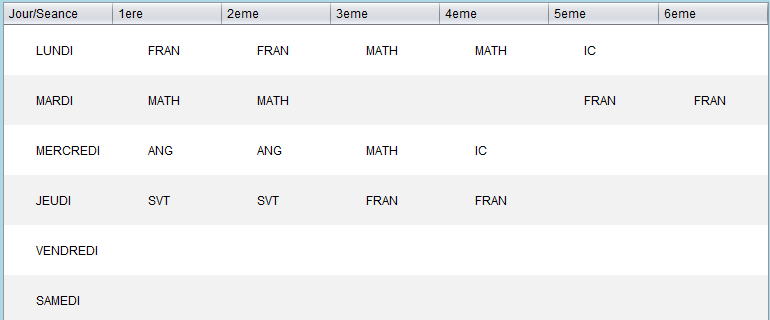 Jour/Seance 1ere 2eme 3eme 4eme 5eme 6eme
LUNDI FRAN FRAN MATH MATH IC
MARDI MATH MATH FRAN FRAN
MERCREDI ANG ANG MATH IC
JEUDI SVT SVT FRAN FRAN
VENDREDI
SAMEDI